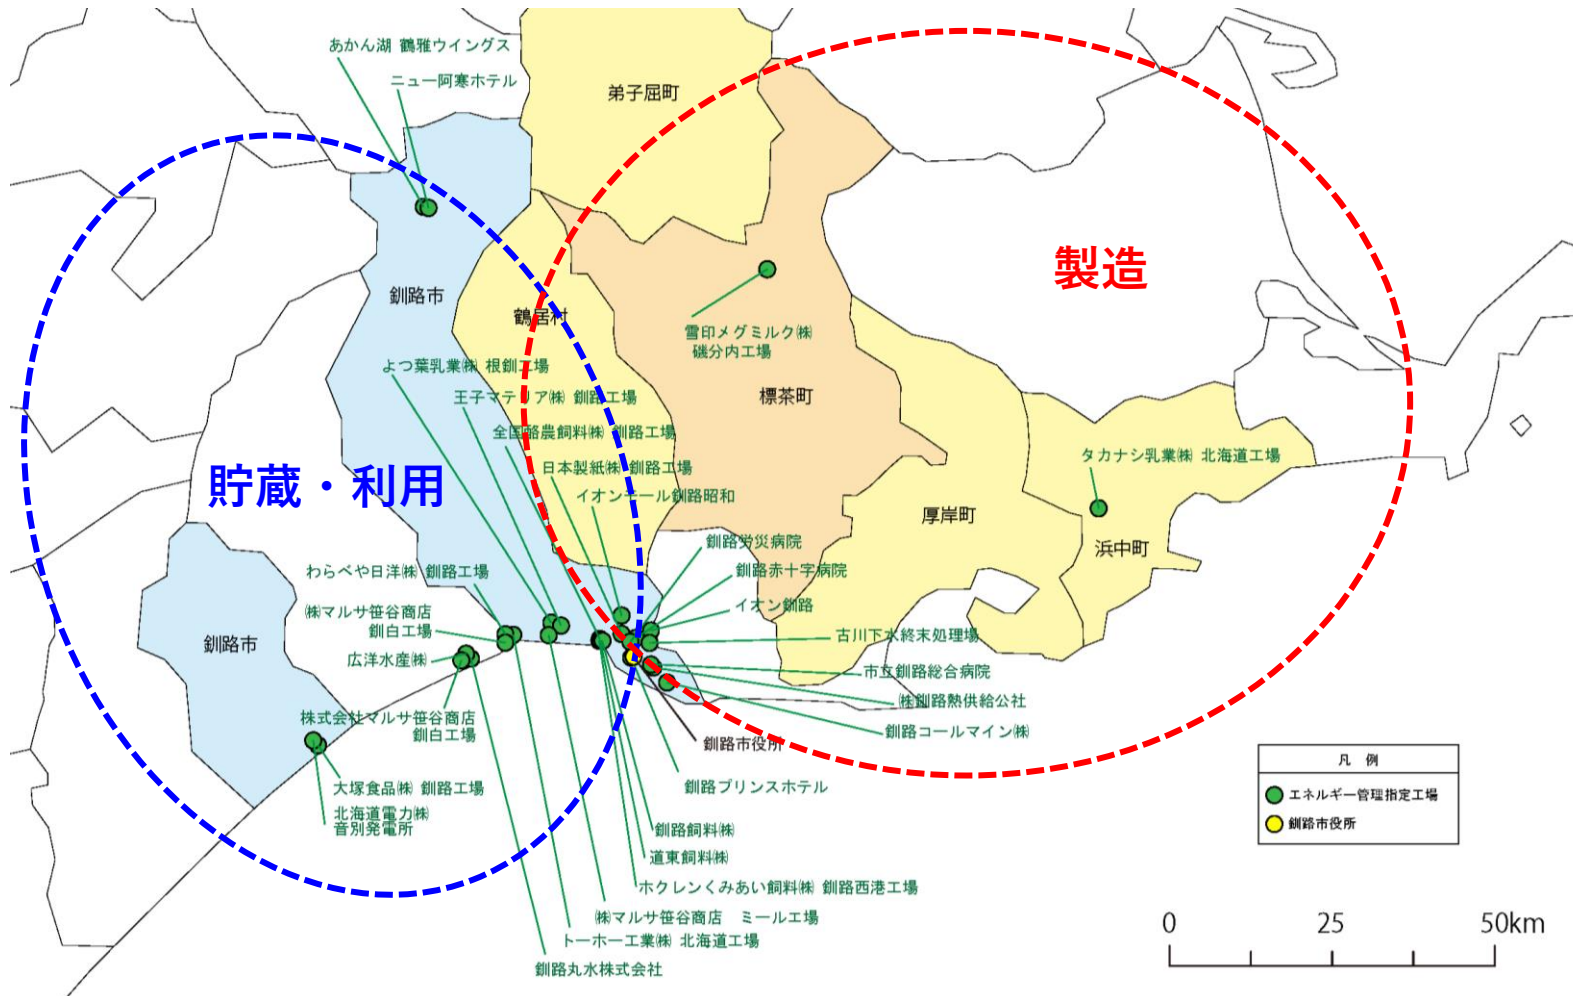 あかん湖 鶴雅ウイングス
ニュー阿寒ホテル
弟子屈町
製造
釧路市
鶴居村
雪印メグミルク㈱
磯分内工場
よつ葉乳業㈱ 根釧工場
王子マテリア㈱ 釧路工場
標茶町
全国酪農飼料㈱ 釧路工場
日本製紙㈱ 釧路工場
タカナシ乳業㈱ 北海道工場
貯蔵・利用
イオンモール釧路昭和
厚岸町
釧路労災病院
浜中町
わらべや日洋㈱ 釧路工場
釧路赤十字病院
㈱マルサ笹谷商店
釧白工場
イオン釧路
釧路市
古川下水終末処理場
広洋水産㈱
市立釧路総合病院
㈱釧路熱供給公社
株式会社マルサ笹谷商店
釧白工場
釧路コールマイン㈱
釧路市役所
大塚食品㈱ 釧路工場
釧路プリンスホテル
北海道電力㈱
音別発電所
釧路飼料㈱
道東飼料㈱
ホクレンくみあい飼料㈱ 釧路西港工場
㈱マルサ笹谷商店 ミール工場
トーホー工業㈱ 北海道工場
釧路丸水株式会社
凡 例
エネルギー管理指定工場
釧路市役所
0 25 50km